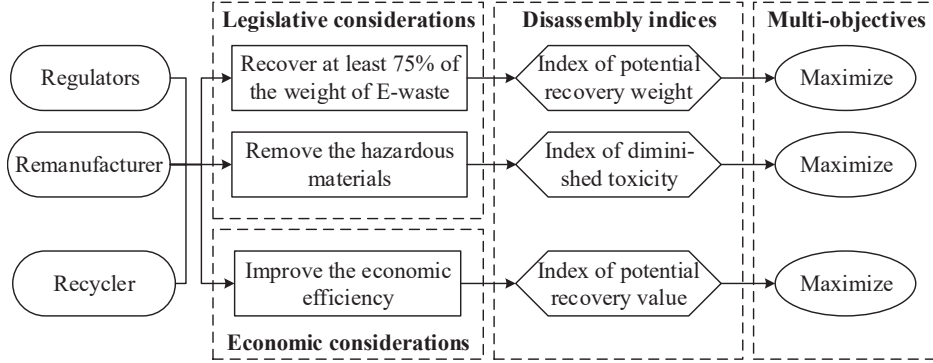 Legislative considerations
Disassembly indices
Multi-objectives
Regulators
Recover at least 75% of
the weight of E-waste
Index of potential
recovery weight
Maximize
Remanufacturer
Remove the hazardous
materials
Index of dimini-
shed toxicity
Maximize
Recycler
Improve the economic
efficiency
Index of potential
recovery value
Maximize
Economic considerations